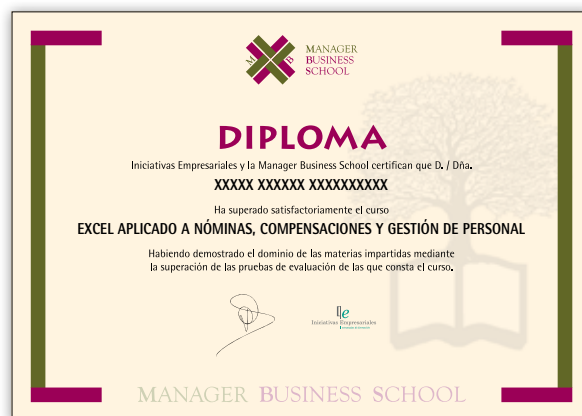 M B
MANAGER
BUSINESS
SCHOOL
DIPLOMA
Iniciativas Empresariales y la Manager Business School certifican que D. / Dña.
XXXXX XXXXXX XXXXXXXXXX
Ha superado satisfactoriamente el curso
EXCEL APLICADO A NÓMINAS, COMPENSACIONES Y GESTIÓN DE PERSONAL
Habiendo demostrado el dominio de las materias impartidas mediante
la superación de las pruebas de evaluación de las que consta el curso.
Iniciativas Empresariales
MANAGER BUSINESS SCHOOL